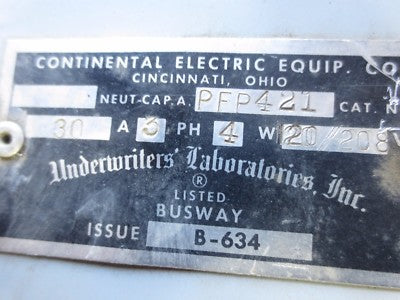 CONTINENTAL ELECTRIC EQUIP. CO
CINCINNATI, OHIO
NEUT-CAP.A. PFP421 CAT. N
30 A 3 PH 4 W 120/208 V
Underwriters' Laboratories, Inc.
®
LISTED
BUSWAY
ISSUE B-634